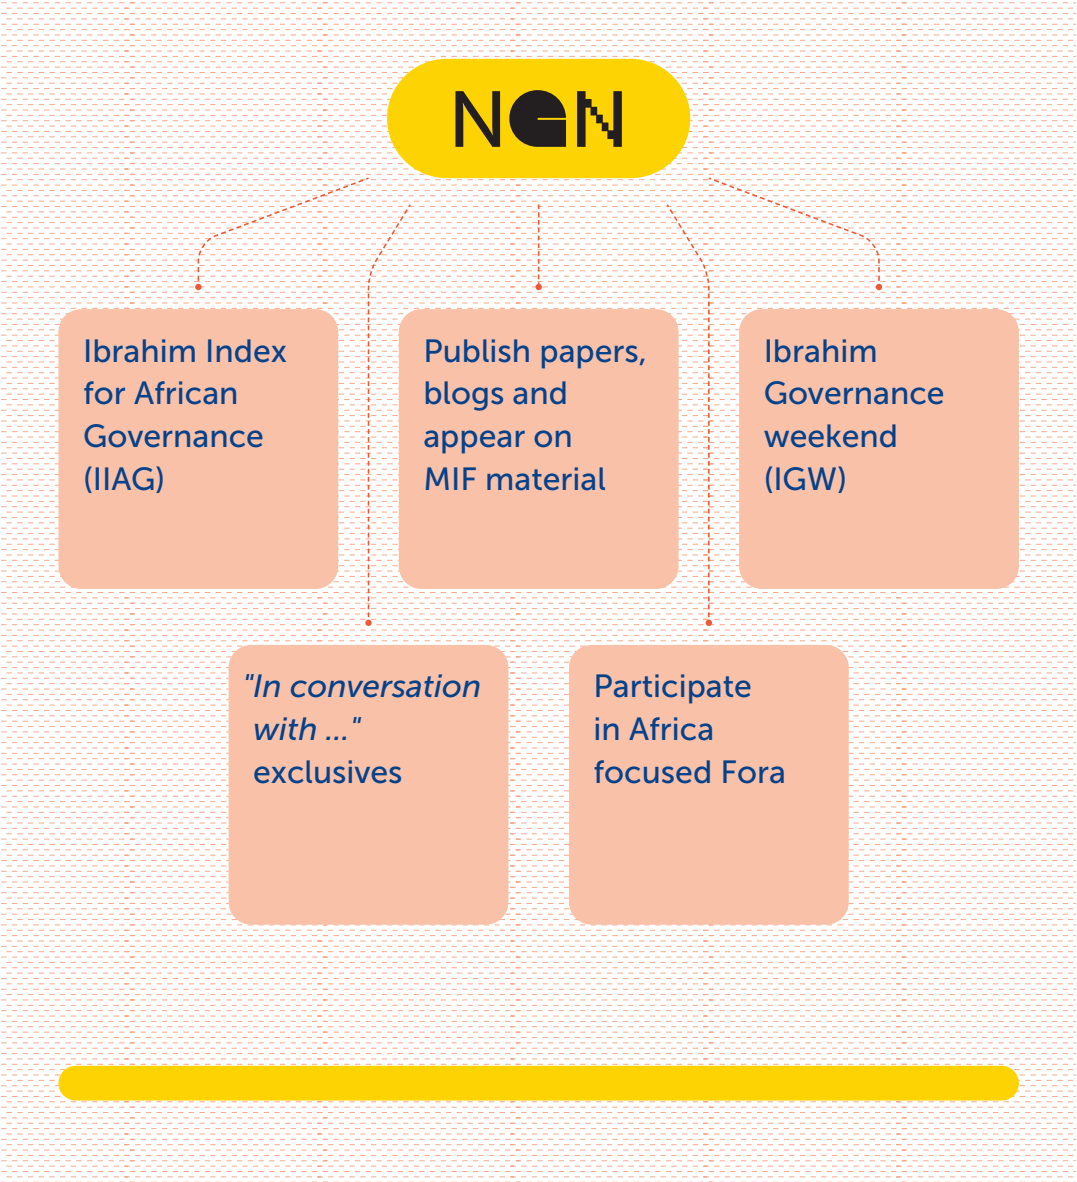 NGN
Ibrahim Index
for African
Governance
(IIAG)
Publish papers,
blogs and
appear on
MIF material
Ibrahim
Governance
weekend
(IGW)
"In conversation
with ..."
exclusives
Participate
in Africa
focused Fora